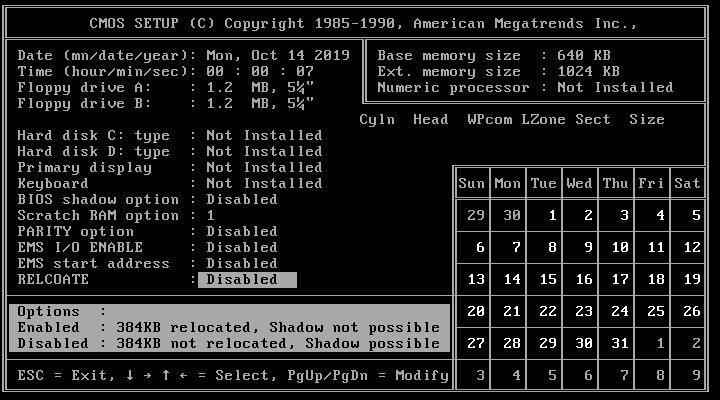 CMOS SETUP (C) Copyright 1985-1990, American Megatrends Inc.,
Date (mn/date/year): Mon, Oct 14 2019
Time (hour/min/sec): 00 : 00 : 07
Floppy drive A: : 1.2 MB, 5¼"
Floppy drive B: : 1.2 MB, 5¼"
Base memory size : 640 KB
Ext. memory size : 1024 KB
Numeric processor : Not Installed
Cyln Head WPcom LZone Sect Size
Hard disk C: type : Not Installed
Hard disk D: type : Not Installed
Primary display : Not Installed
Keyboard : Not Installed
BIOS shadow option : Disabled
Scratch RAM option : 1
PARITY option : Disabled
EMS I/O ENABLE : Disabled
EMS start address : Disabled
RELCOATE : Disabled
Options :
Enabled : 384KB relocated, Shadow not possible
Disabled : 384KB not relocated, Shadow possible
ESC = Exit, ↓ → ↑ ← = Select, PgUp/PgDn = Modify
Sun Mon Tue Wed Thu Fri Sat
29 30 1 2 3 4 5
6 7 8 9 10 11 12
13 14 15 16 17 18 19
20 21 22 23 24 25 26
27 28 29 30 31 1 2
3 4 5 6 7 8 9